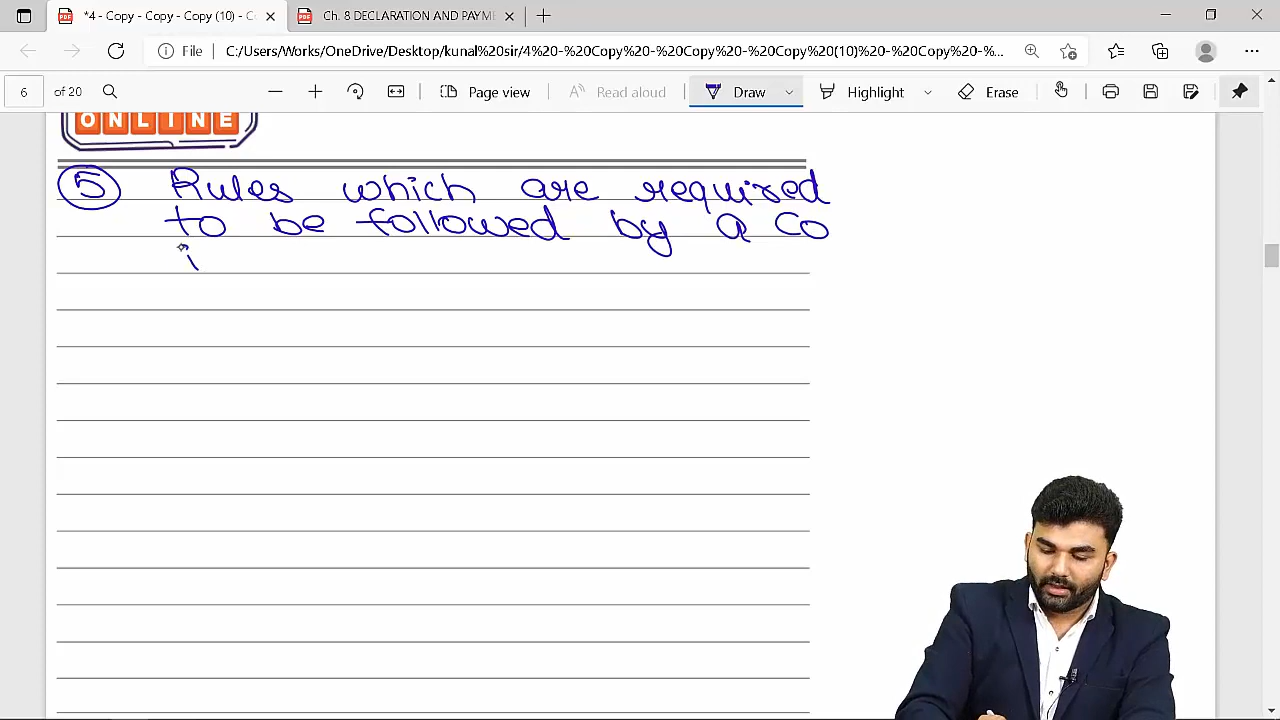 *4 - Copy - Copy - Copy (10) - C
Ch. 8 DECLARATION AND PAYM
File
C:/Users/Works/OneDrive/Desktop/kunal%20sir/4%20-%20Copy%20-%20Copy%20-%20Copy%20(10)%20-%20Copy%20-%...
6 of 20
Page view
Read aloud
Draw
Highlight
Erase
ONLINE
5 Rules which are required
to be followed by a Co
i